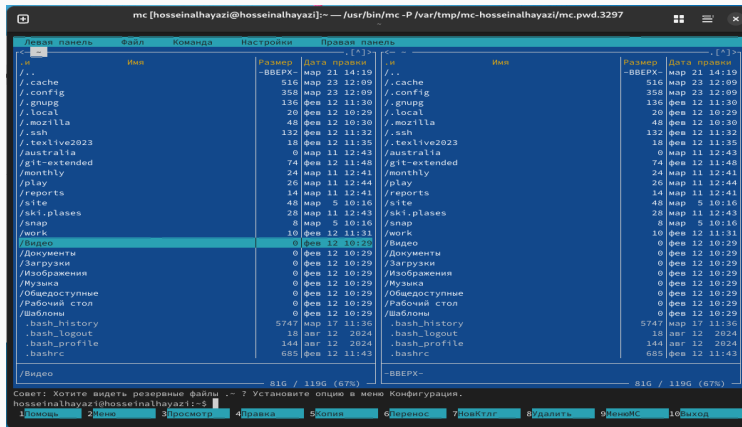 mc [hosseinalhayazi@hosseinalhayazi]:~ — /usr/bin/mc -P /var/tmp/mc-hosseinalhayazi/mc.pwd.3297
Левая панель Файл Команда Настройки Правая панель
<— ~ .[^]> <— ~ .[^]>
.и Имя Размер Дата правки .и Имя Размер Дата правки
/.. -ВВЕРХ- мар 21 14:19 /.. -ВВЕРХ- мар 21 14:19
/.cache 516 мар 23 12:09 /.cache 516 мар 23 12:09
/.config 358 мар 23 12:09 /.config 358 мар 23 12:09
/.gnupg 136 фев 12 11:30 /.gnupg 136 фев 12 11:30
/.local 20 фев 12 10:29 /.local 20 фев 12 10:29
/.mozilla 48 фев 12 10:30 /.mozilla 48 фев 12 10:30
/.ssh 132 фев 12 11:32 /.ssh 132 фев 12 11:32
/.texlive2023 18 фев 12 11:35 /.texlive2023 18 фев 12 11:35
/australia 0 мар 11 12:43 /australia 0 мар 11 12:43
/git-extended 74 фев 12 11:48 /git-extended 74 фев 12 11:48
/monthly 24 мар 11 12:41 /monthly 24 мар 11 12:41
/play 26 мар 11 12:44 /play 26 мар 11 12:44
/reports 14 мар 11 12:41 /reports 14 мар 11 12:41
/site 48 мар 5 10:16 /site 48 мар 5 10:16
/ski.plases 28 мар 11 12:43 /ski.plases 28 мар 11 12:43
/snap 8 мар 5 10:16 /snap 8 мар 5 10:16
/work 10 фев 12 11:31 /work 10 фев 12 11:31
/Видео 0 фев 12 10:29 /Видео 0 фев 12 10:29
/Документы 0 фев 12 10:29 /Документы 0 фев 12 10:29
/Загрузки 0 фев 12 10:29 /Загрузки 0 фев 12 10:29
/Изображения 0 фев 12 10:29 /Изображения 0 фев 12 10:29
/Музыка 0 фев 12 10:29 /Музыка 0 фев 12 10:29
/Общедоступные 0 фев 12 10:29 /Общедоступные 0 фев 12 10:29
/Рабочий стол 0 фев 12 10:29 /Рабочий стол 0 фев 12 10:29
/Шаблоны 0 фев 12 10:29 /Шаблоны 0 фев 12 10:29
.bash_history 5747 мар 17 11:36 .bash_history 5747 мар 17 11:36
.bash_logout 18 авг 12 2024 .bash_logout 18 авг 12 2024
.bash_profile 144 авг 12 2024 .bash_profile 144 авг 12 2024
.bashrc 685 фев 12 11:43 .bashrc 685 фев 12 11:43
/Видео -ВВЕРХ-
81G / 119G (67%) 81G / 119G (67%)
Совет: Хотите видеть резервные файлы .~ ? Установите опцию в меню Конфигурация.
hosseinalhayazi@hosseinalhayazi:~$
1Помощь 2Меню 3Просмотр 4Правка 5Копия 6Перенос 7НовКтлг 8Удалить 9МенюMC 10Выход